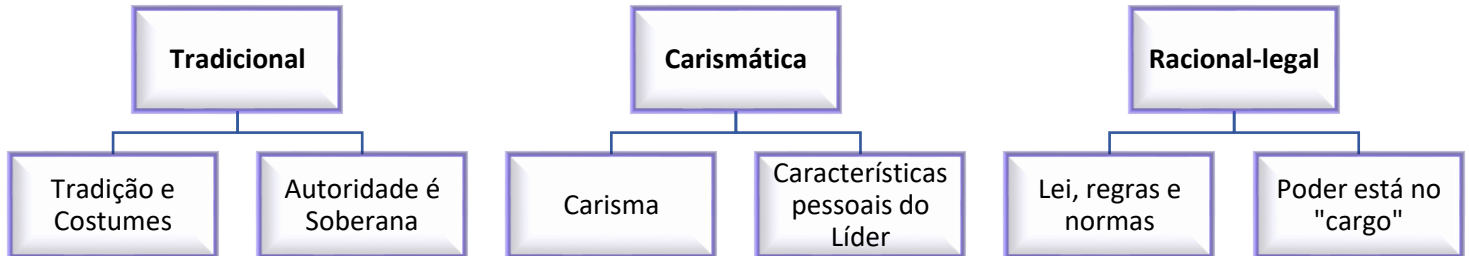 Tradicional
Carismática
Racional-legal
Tradição e
Costumes
Autoridade é
Soberana
Carisma
Características
pessoais do
Líder
Lei, regras e
normas
Poder está no
"cargo"